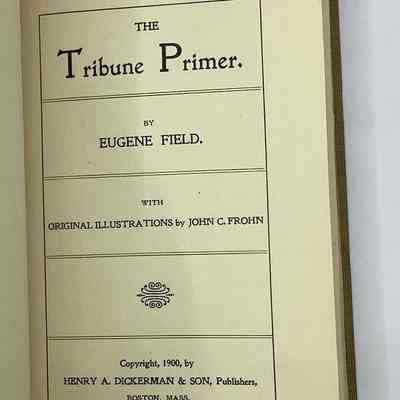 THE
Tribune Primer.
BY
EUGENE FIELD.
WITH
ORIGINAL ILLUSTRATIONS by JOHN C. FROHN
Copyright, 1900, by
HENRY A. DICKERMAN & SON, Publishers,
BOSTON, MASS.